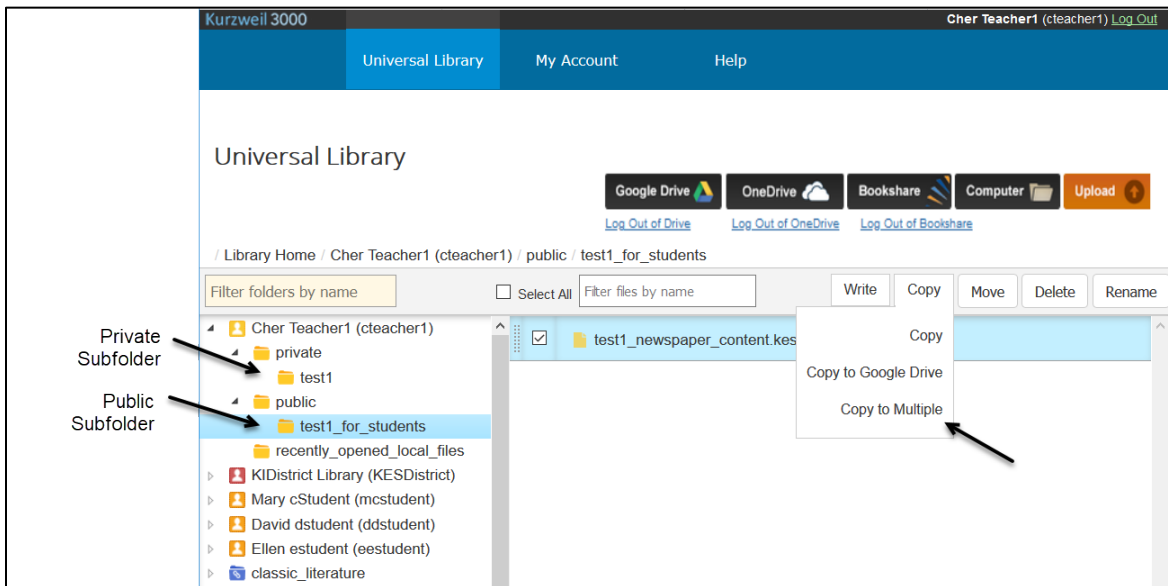 Kurzweil 3000
Cher Teacher1 (cteacher1) Log Out
Universal Library
My Account
Help
Universal Library
Google Drive
OneDrive
Bookshare
Computer
Upload
Log Out of Drive
Log Out of OneDrive
Log Out of Bookshare
/ Library Home / Cher Teacher1 (cteacher1) / public / test1_for_students
Filter folders by name
Select All
Filter files by name
Write
Copy
Move
Delete
Rename
Private
Subfolder
Public
Subfolder
Cher Teacher1 (cteacher1)
private
test1
public
test1_for_students
recently_opened_local_files
KIDistrict Library (KESDistrict)
Mary cStudent (mcstudent)
David dstudent (ddstudent)
Ellen estudent (eestudent)
classic_literature
test1_newspaper_content.kes
Copy
Copy to Google Drive
Copy to Multiple